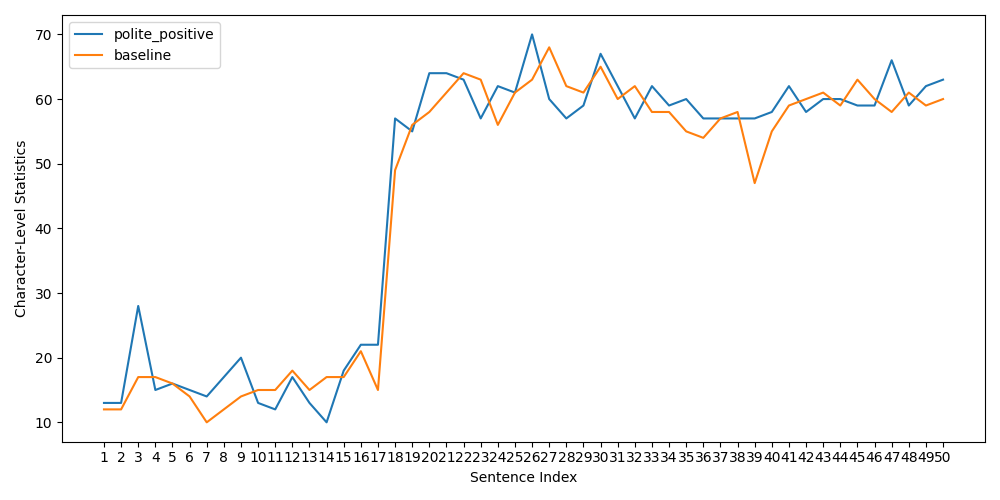 polite_positive
baseline
70
60
50
40
30
20
10
Character-Level Statistics
1 2 3 4 5 6 7 8 9 10 11 12 13 14 15 16 17 18 19 20 21 22 23 24 25 26 27 28 29 30 31 32 33 34 35 36 37 38 39 40 41 42 43 44 45 46 47 48 49 50
Sentence Index